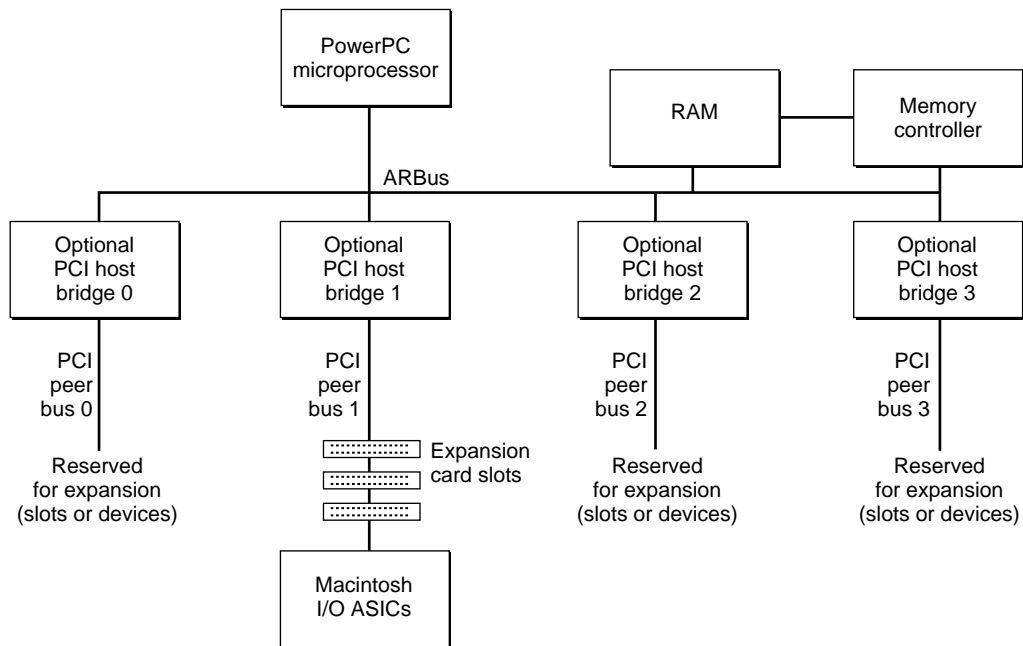 PowerPC
microprocessor
RAM
Memory
controller
ARBus
Optional
PCI host
bridge 0
Optional
PCI host
bridge 1
Optional
PCI host
bridge 2
Optional
PCI host
bridge 3
PCI
peer
bus 0
PCI
peer
bus 1
PCI
peer
bus 2
PCI
peer
bus 3
Reserved
for expansion
(slots or devices)
Expansion
card slots
Reserved
for expansion
(slots or devices)
Reserved
for expansion
(slots or devices)
Macintosh
I/O ASICs